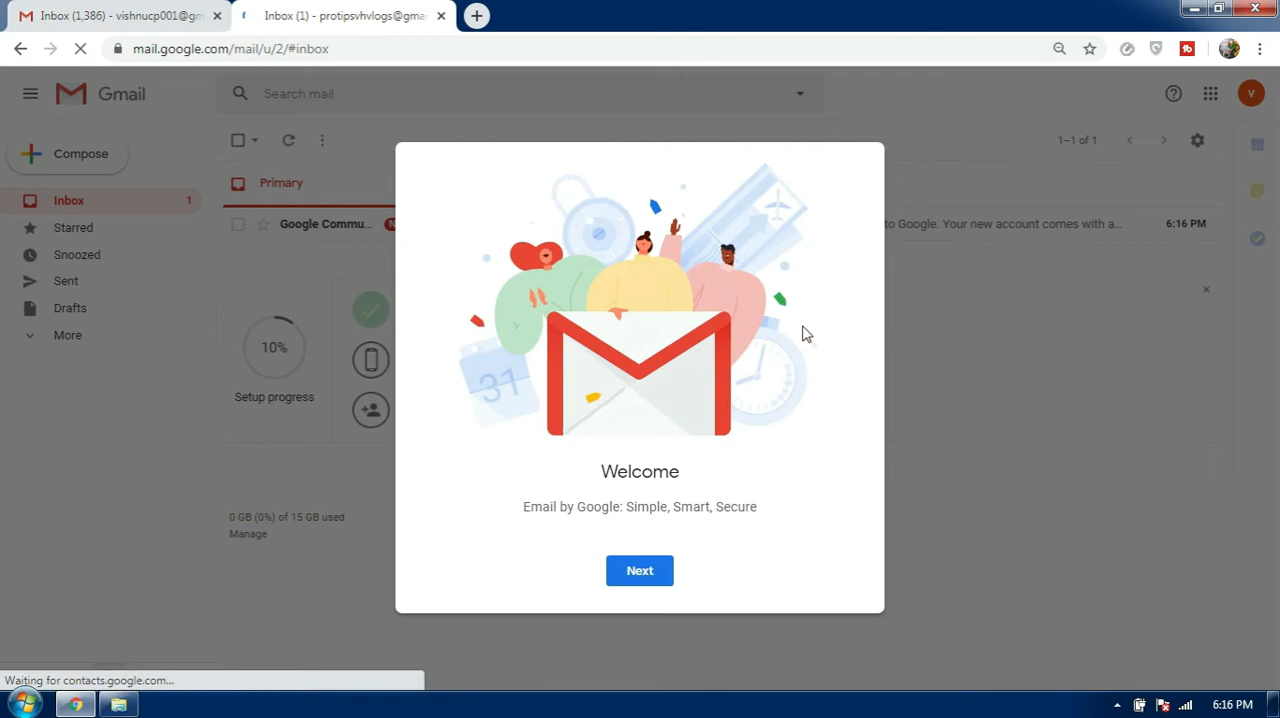 Inbox (1,386) - vishnucp001@gm
Inbox (1) - protipsvhvlogs@gmai
mail.google.com/mail/u/2/#inbox
Gmail
Search mail
V
Compose
1–1 of 1
Primary
Inbox 1
Google Commu... N
to Google. Your new account comes with a...
6:16 PM
Starred
Snoozed
Sent
Drafts
More
31
10%
Setup progress
Welcome
Email by Google: Simple, Smart, Secure
0 GB (0%) of 15 GB used
Manage
Next
Waiting for contacts.google.com...
6:16 PM